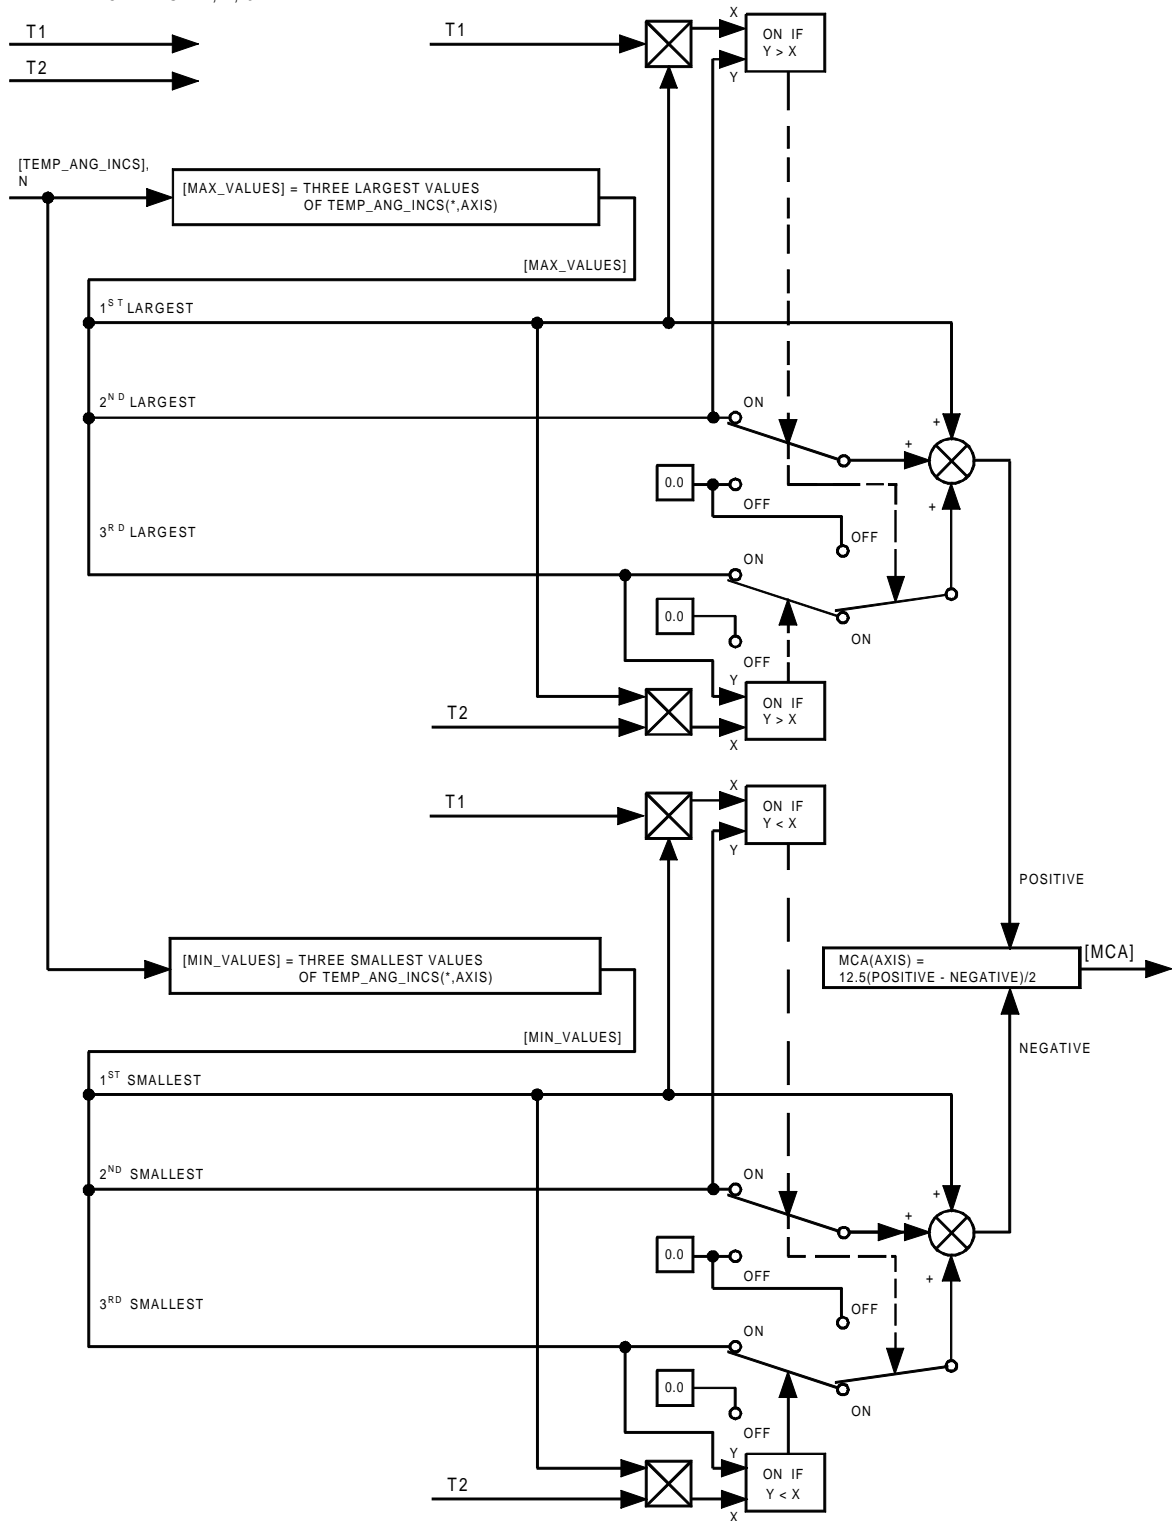 T1
T2
T1
X
Y
ON IF
Y > X
[TEMP_ANG_INCS],
N
[MAX_VALUES] = THREE LARGEST VALUES
OF TEMP_ANG_INCS(*,AXIS)
[MAX_VALUES]
1ST LARGEST
2ND LARGEST
ON
+
+
0.0
OFF
+
3RD LARGEST
OFF
ON
0.0
ON
OFF
Y
T2
ON IF
Y > X
X
T1
X
ON IF
Y < X
Y
POSITIVE
[MIN_VALUES] = THREE SMALLEST VALUES
OF TEMP_ANG_INCS(*,AXIS)
MCA(AXIS) =
12.5(POSITIVE - NEGATIVE)/2
[MCA]
[MIN_VALUES]
NEGATIVE
1ST SMALLEST
2ND SMALLEST
ON
+
+
0.0
OFF
+
3RD SMALLEST
OFF
ON
0.0
ON
OFF
Y
T2
ON IF
Y < X
X